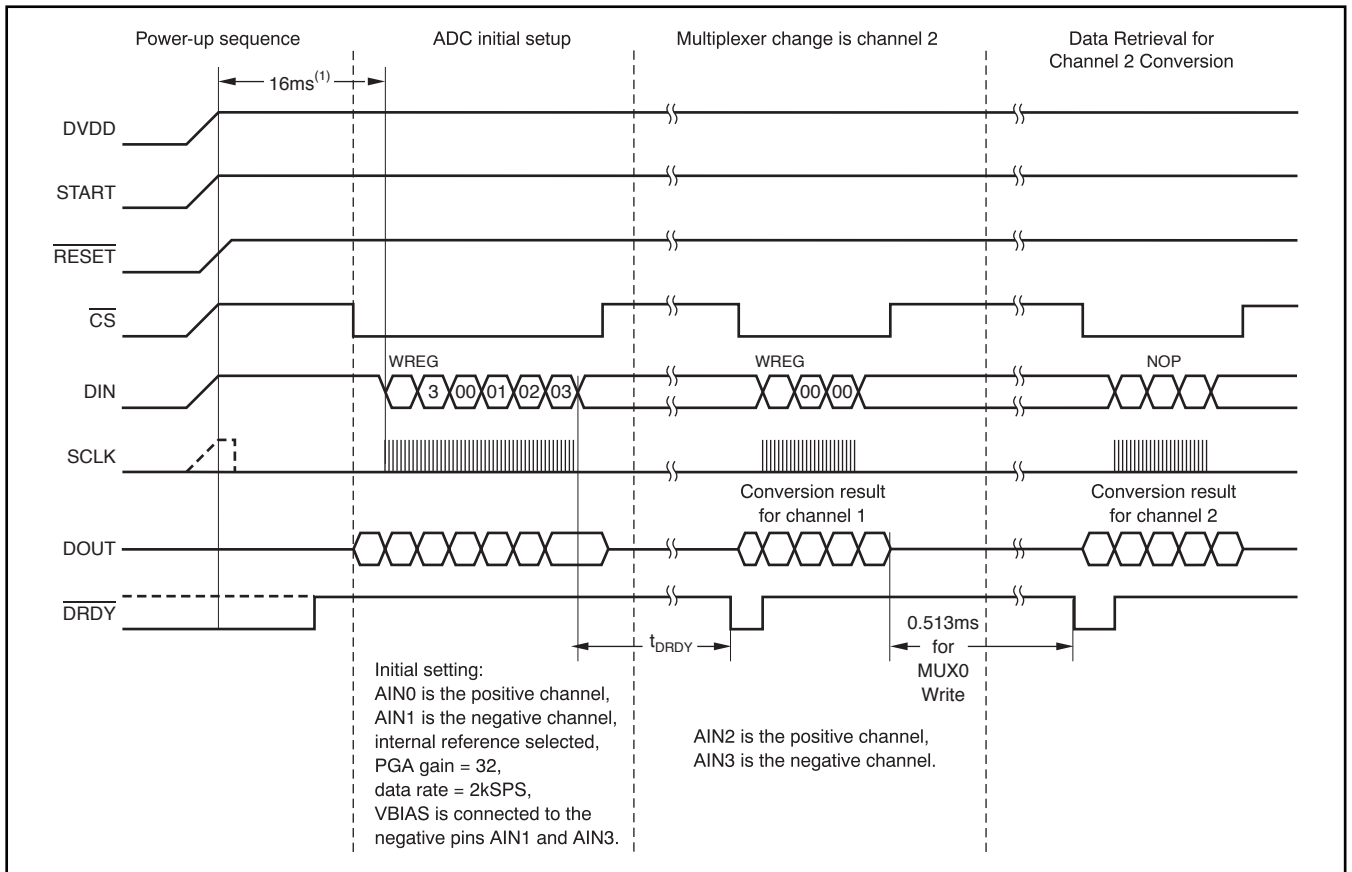 Power-up sequence
ADC initial setup
Multiplexer change is channel 2
Data Retrieval for
Channel 2 Conversion
16ms(1)
DVDD
START
RESET
CS
WREG
WREG
NOP
DIN
3 00 01 02 03
00 00
SCLK
Conversion result
for channel 1
Conversion result
for channel 2
DOUT
DRDY
tDRDY
0.513ms
for
MUX0
Write
Initial setting:
AIN0 is the positive channel,
AIN1 is the negative channel,
internal reference selected,
PGA gain = 32,
data rate = 2kSPS,
VBIAS is connected to the
negative pins AIN1 and AIN3.
AIN2 is the positive channel,
AIN3 is the negative channel.